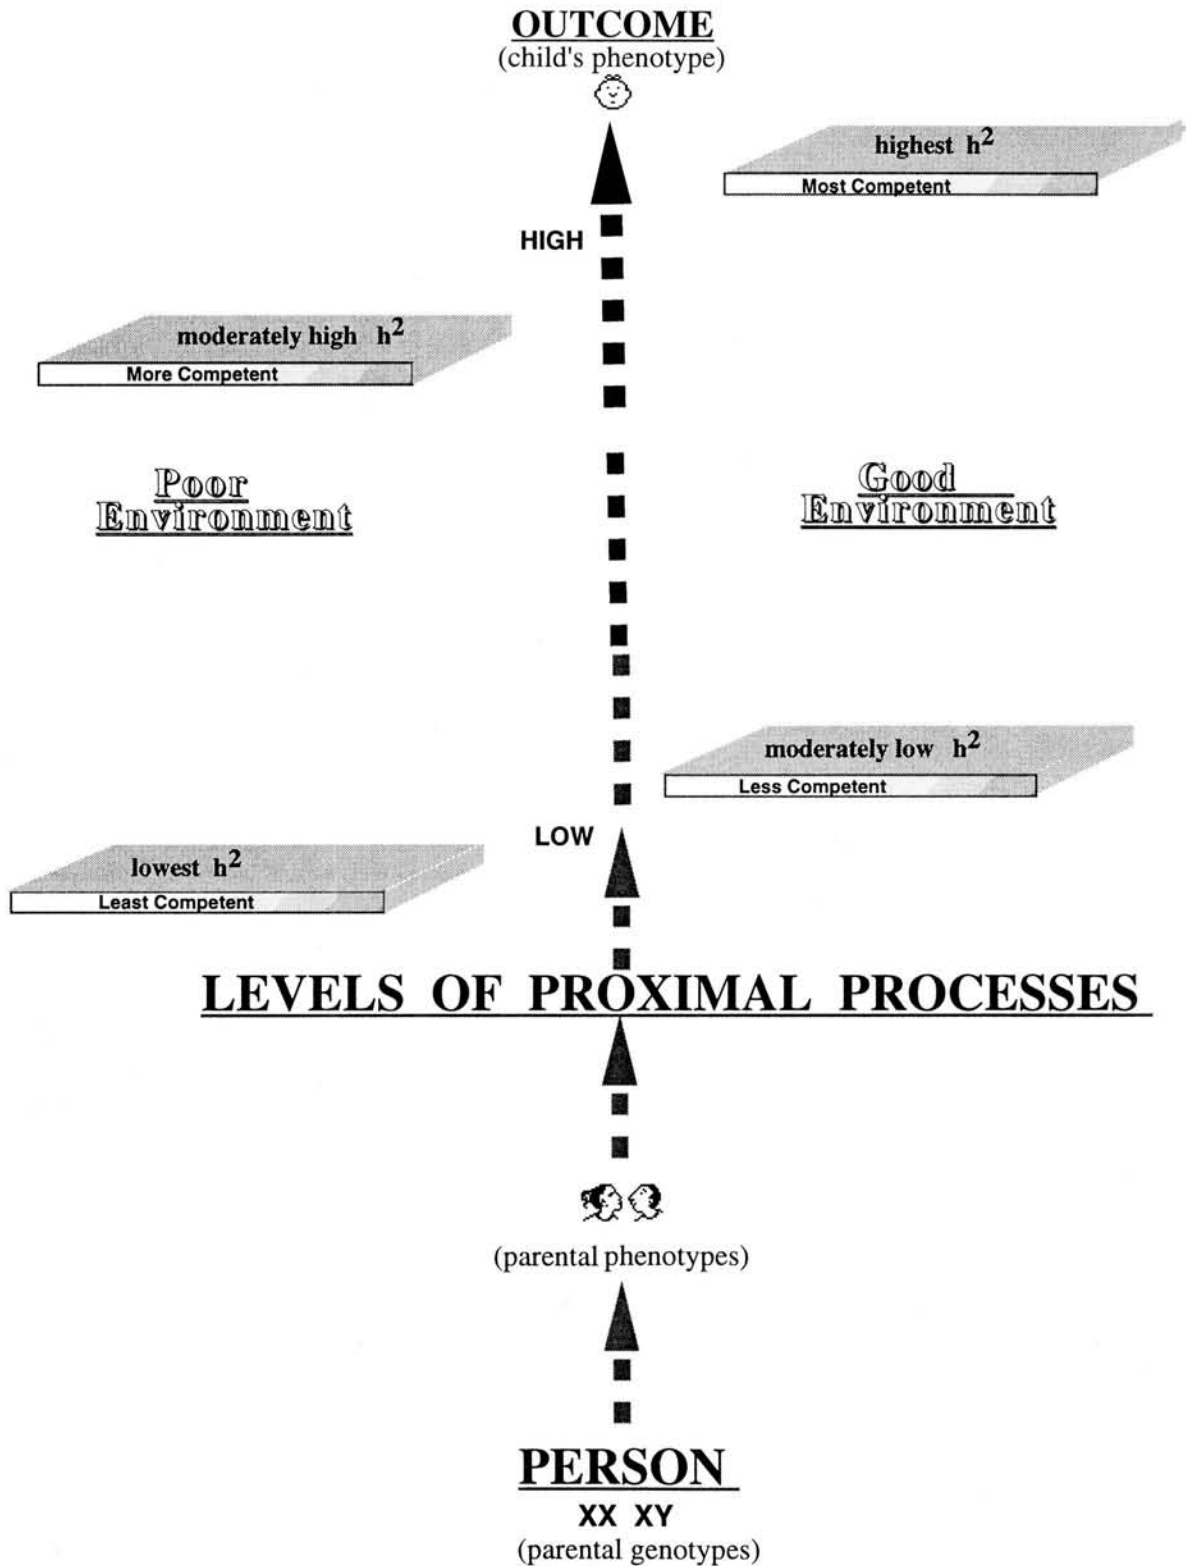 OUTCOME
(child's phenotype)
highest h²
Most Competent
HIGH
moderately high h²
More Competent
Poor
Environment
Good
Environment
moderately low h²
Less Competent
LOW
lowest h²
Least Competent
LEVELS OF PROXIMAL PROCESSES
(parental phenotypes)
PERSON
XX XY
(parental genotypes)